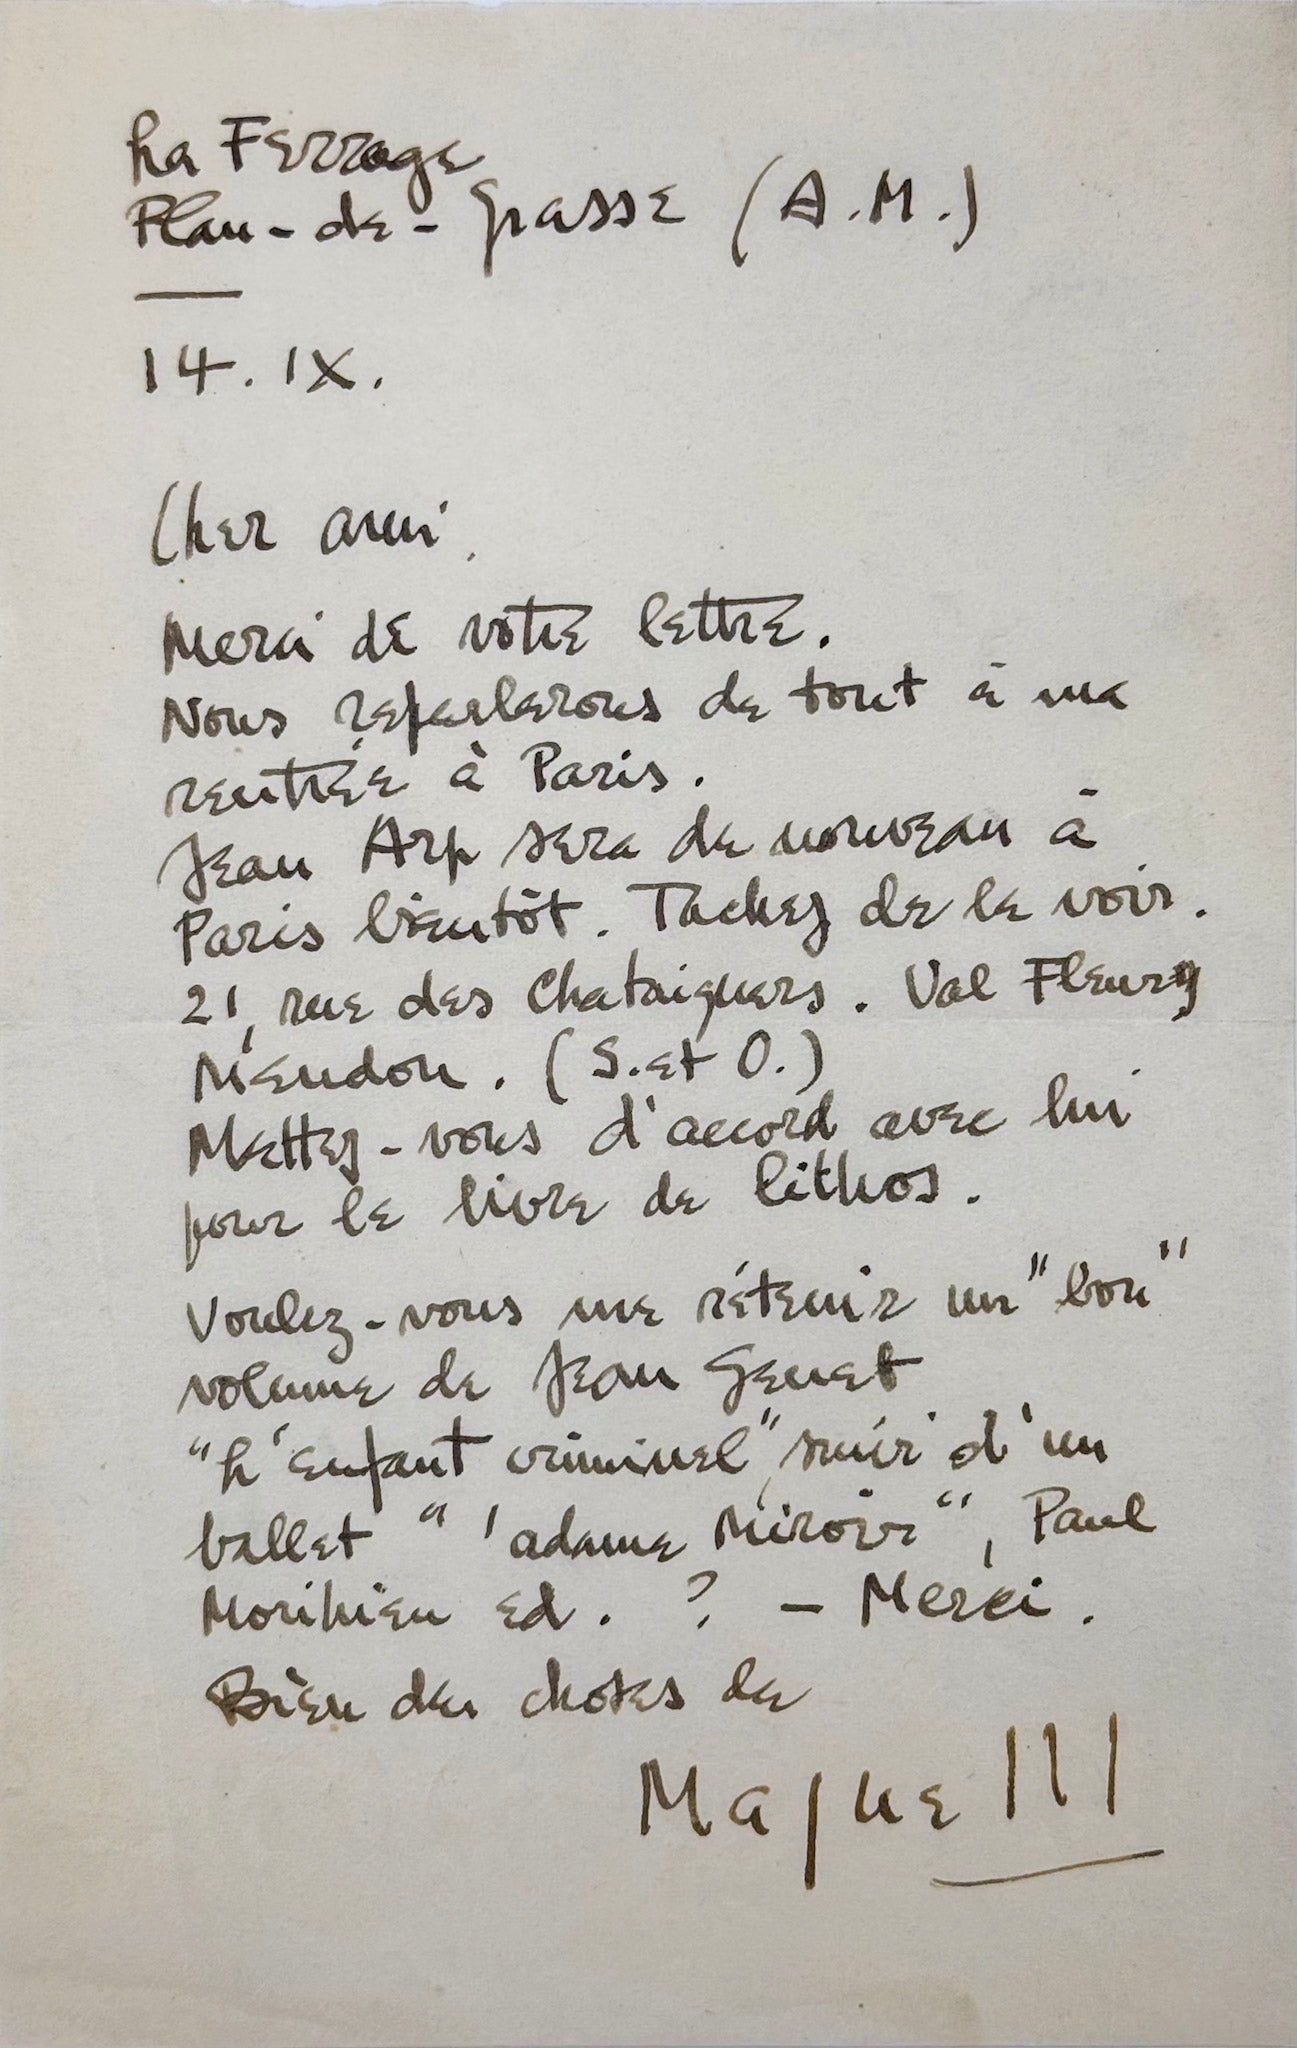 La Ferrage
Plan-de-Grasse (A.M.)
14. IX.
Cher ami,
Merci de votre lettre.
Nous reparlerons de tout à ma
rentrée à Paris.
Jean Arp sera de nouveau à
Paris bientôt. Tachez de le voir.
21, rue des Chataigners. Val Fleury
Meudon. (S. et O.)
Mettez-vous d'accord avec lui
pour le livre de lithos.
Voulez-vous me rétenir un "bon"
volume de Jean Genet
"L'enfant criminel", suivi d'un
ballet "'adame Miroir", Paul
Morihien ed. ? - Merci.
Bien des choses de